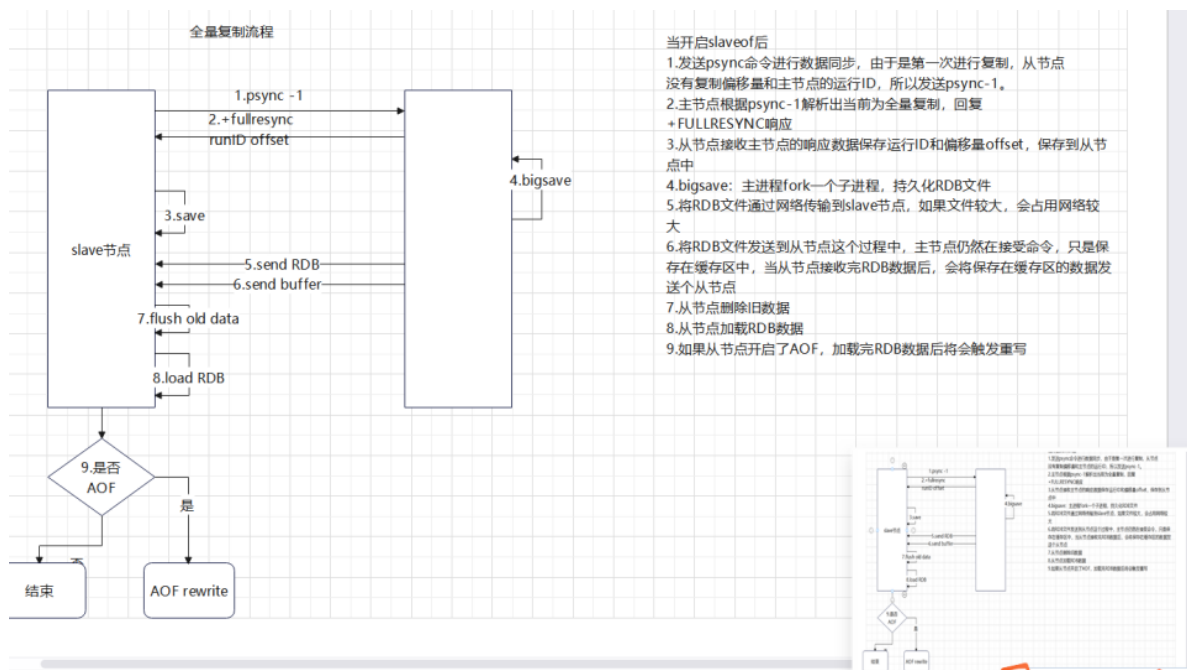 全量复制流程
1.psync -1
2.+fullresync
runID offset
4.bigsave
3.save
slave节点
5.send RDB
6.send buffer
7.flush old data
8.load RDB
9.是否
AOF
是
否
结束
AOF rewrite
当开启slaveof后
1.发送psync命令进行数据同步，由于是第一次进行复制，从节点
没有复制偏移量和主节点的运行ID，所以发送psync-1。
2.主节点根据psync-1解析出当前为全量复制，回复
+FULLRESYNC响应
3.从节点接收主节点的响应数据保存运行ID和偏移量offset，保存到从节
点中
4.bigsave：主进程fork一个子进程，持久化RDB文件
5.将RDB文件通过网络传输到slave节点，如果文件较大，会占用网络较
大
6.将RDB文件发送到从节点这个过程中，主节点仍然在接受命令，只是保
存在缓存区中，当从节点接收完RDB数据后，会将保存在缓存区的数据发
送个从节点
7.从节点删除旧数据
8.从节点加载RDB数据
9.如果从节点开启了AOF，加载完RDB数据后将会触发重写